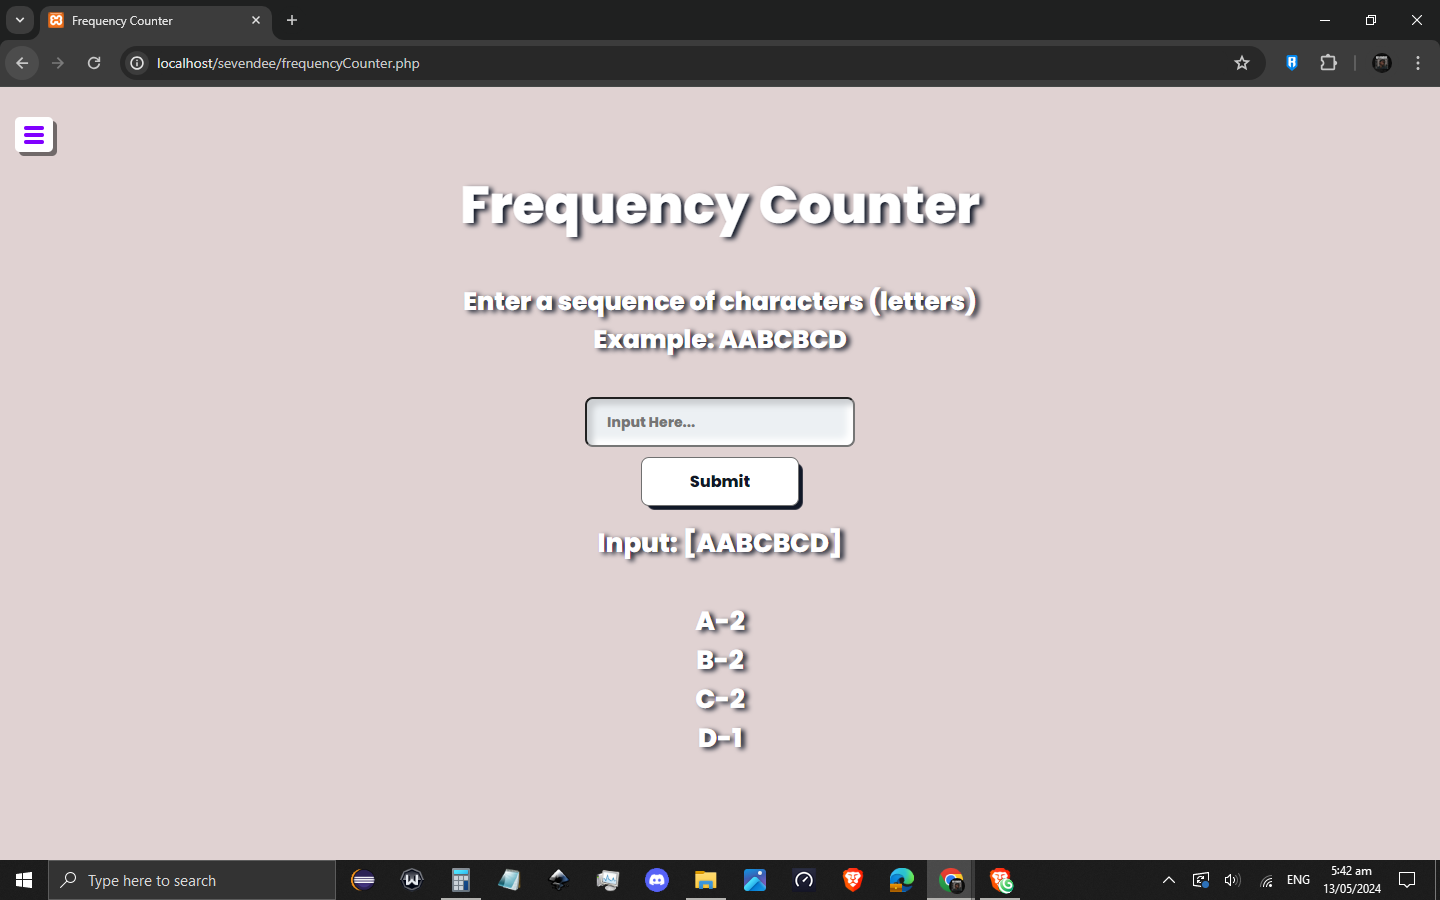 Frequency Counter
localhost/sevendee/frequencyCounter.php
Frequency Counter
Enter a sequence of characters (letters)
Example: AABCBCD
Input Here...
Submit
Input: [AABCBCD]
A-2
B-2
C-2
D-1
Type here to search
ENG
5:42 am
13/05/2024